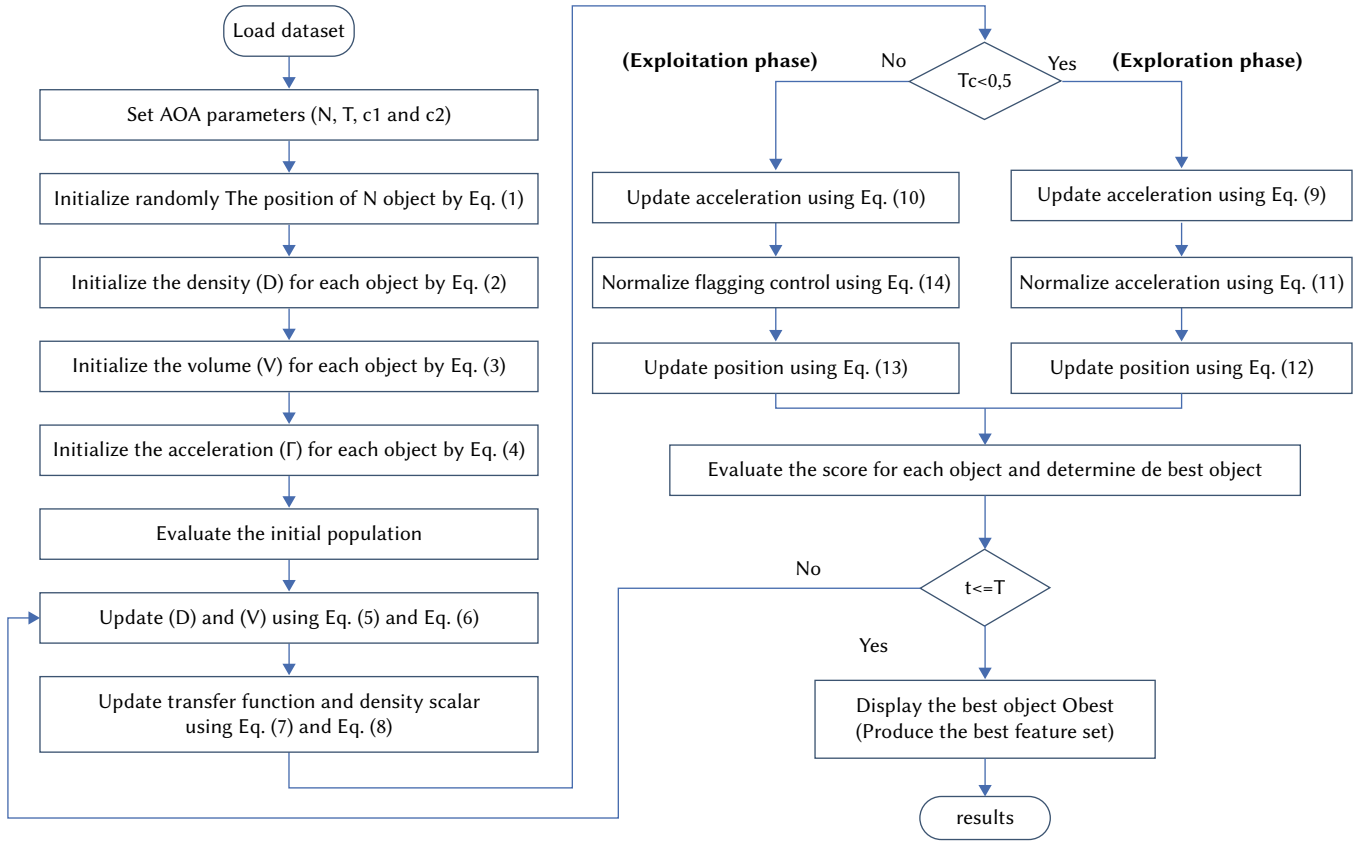 Load dataset
Set AOA parameters (N, T, c1 and c2)
Initialize randomly The position of N object by Eq. (1)
Initialize the density (D) for each object by Eq. (2)
Initialize the volume (V) for each object by Eq. (3)
Initialize the acceleration (Γ) for each object by Eq. (4)
Evaluate the initial population
Update (D) and (V) using Eq. (5) and Eq. (6)
Update transfer function and density scalar
using Eq. (7) and Eq. (8)
Tc<0,5
No
(Exploitation phase)
Update acceleration using Eq. (10)
Normalize flagging control using Eq. (14)
Update position using Eq. (13)
Yes
(Exploration phase)
Update acceleration using Eq. (9)
Normalize acceleration using Eq. (11)
Update position using Eq. (12)
Evaluate the score for each object and determine de best object
t<=T
No
Yes
Display the best object Obest
(Produce the best feature set)
results